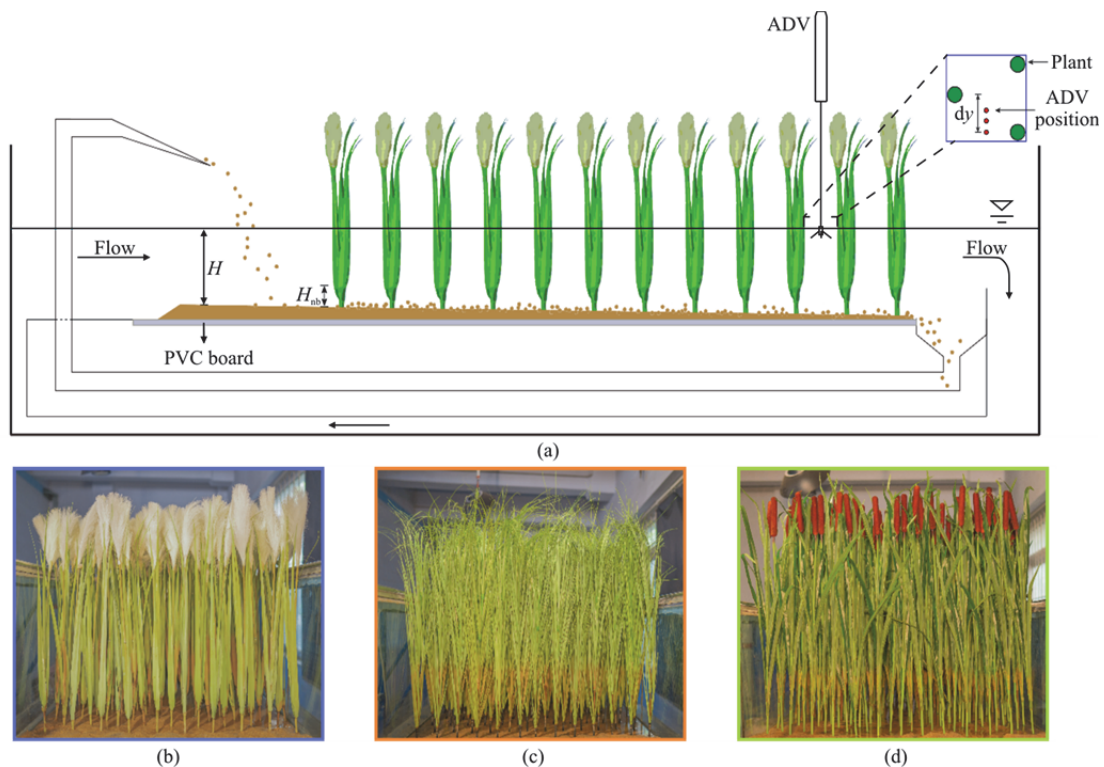 ADV
Plant
dy
ADV
position
Flow
H
H_nb
Flow
PVC board
(a)
(b)
(c)
(d)